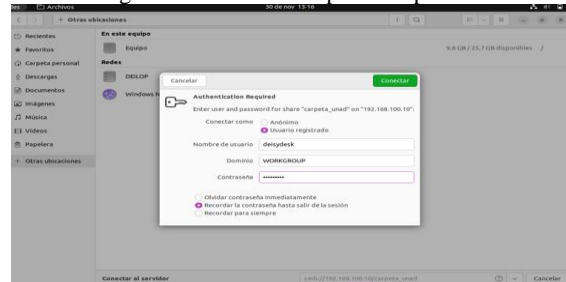 Archivos
30 de nov 13:16
+ Otras ubicaciones
Recientes
Favoritos
Carpeta personal
Descargas
Documentos
Imágenes
Música
Vídeos
Papelera
+ Otras ubicaciones
En este equipo
Equipo
9,6 GB / 25,7 GB disponibles /
Redes
DDLOP
Windows
Cancelar
Conectar
Authentication Required
Enter user and password for share "carpeta_unad" on "192.168.100.10":
Conectar como
Anónimo
Usuario registrado
Nombre de usuario
deisydesk
Dominio
WORKGROUP
Contraseña
•••••••••
Olvidar contraseña inmediatamente
Recordar la contraseña hasta salir de la sesión
Recordar para siempre
Conectar al servidor
smb://192.168.100.10/carpeta_unad
Cancelar